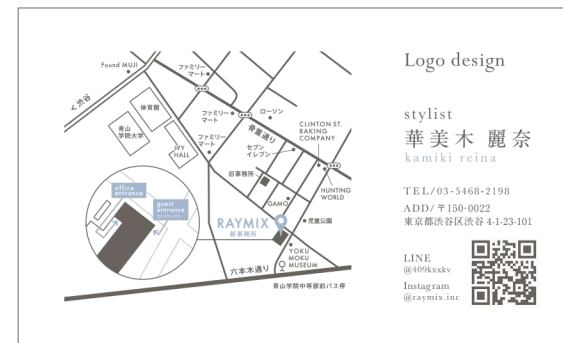 Found MUJI
ファミリー
マート
く渋谷
体育館
ファミリー
マート
ローソン
青山
学院大学
骨董通り
CLINTON ST.
BAKING
COMPANY
IVY
HALL
ファミリー
マート
セブン
イレブン
旧事務所
HUNTING
WORLD
office
entrance
guest
entrance
GAMO
RAYMIX
新事務所
児童公園
YOKU
MOKU
MUSEUM
六本木通り
青山学院中等部前バス停
Logo design
stylist
華美木 麗奈
kamiki reina
TEL/03-5468-2198
ADD/〒150-0022
東京都渋谷区渋谷 4-1-23-101
LINE
@409kxxkv
Instagram
@raymix.inc